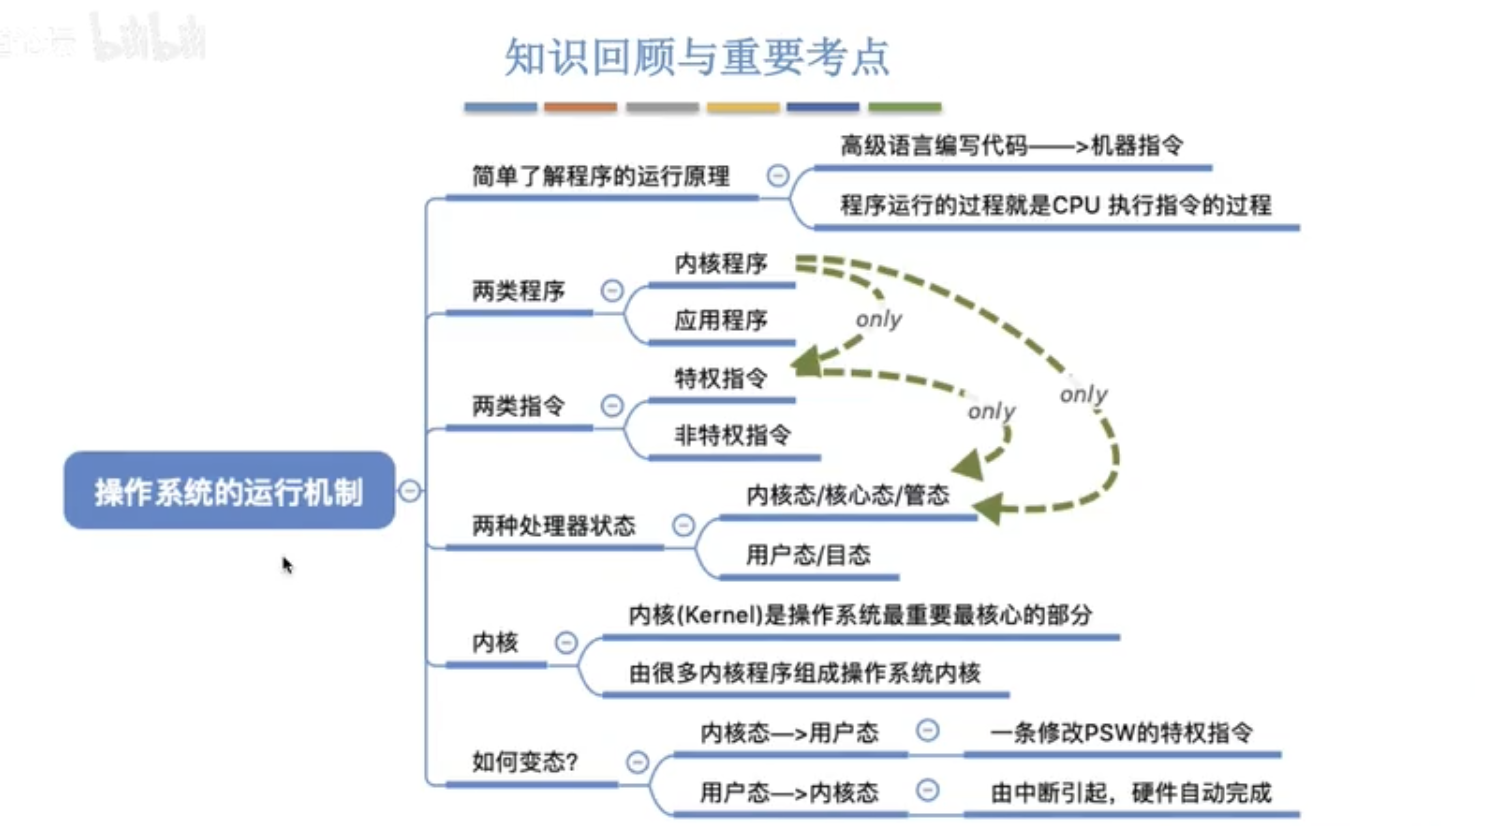 bilibili
知识回顾与重要考点
高级语言编写代码——>机器指令
简单了解程序的运行原理
程序运行的过程就是CPU 执行指令的过程
内核程序
两类程序
应用程序
only
特权指令
两类指令
非特权指令
only
only
操作系统的运行机制
内核态/核心态/管态
两种处理器状态
用户态/目态
内核(Kernel)是操作系统最重要最核心的部分
内核
由很多内核程序组成操作系统内核
内核态—>用户态
一条修改PSW的特权指令
如何变态?
用户态—>内核态
由中断引起，硬件自动完成